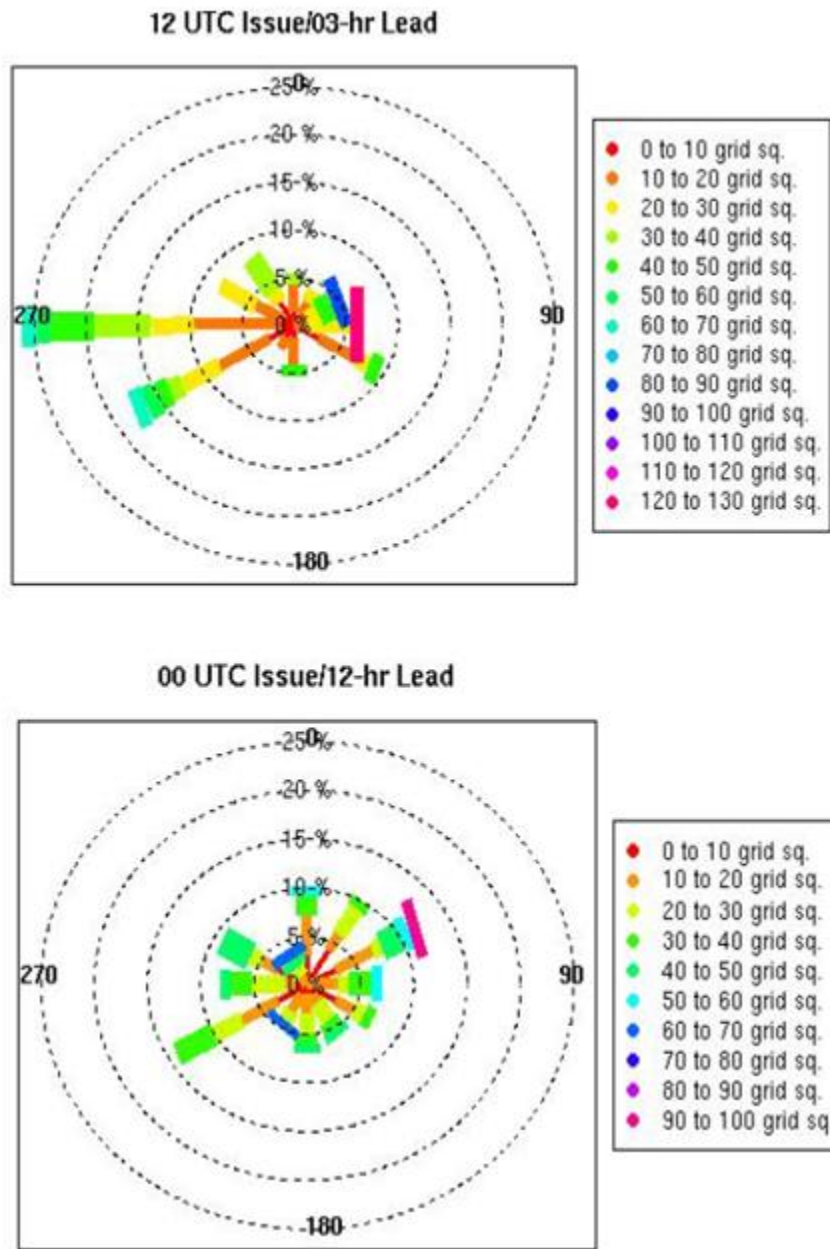 12 UTC Issue/03-hr Lead
0
25 %
20 %
15 %
10 %
5 %
0 %
270
90
180
0 to 10 grid sq.
10 to 20 grid sq.
20 to 30 grid sq.
30 to 40 grid sq.
40 to 50 grid sq.
50 to 60 grid sq.
60 to 70 grid sq.
70 to 80 grid sq.
80 to 90 grid sq.
90 to 100 grid sq.
100 to 110 grid sq.
110 to 120 grid sq.
120 to 130 grid sq.
00 UTC Issue/12-hr Lead
0
25 %
20 %
15 %
10 %
5 %
0 %
270
90
180
0 to 10 grid sq.
10 to 20 grid sq.
20 to 30 grid sq.
30 to 40 grid sq.
40 to 50 grid sq.
50 to 60 grid sq.
60 to 70 grid sq.
70 to 80 grid sq.
80 to 90 grid sq.
90 to 100 grid sq